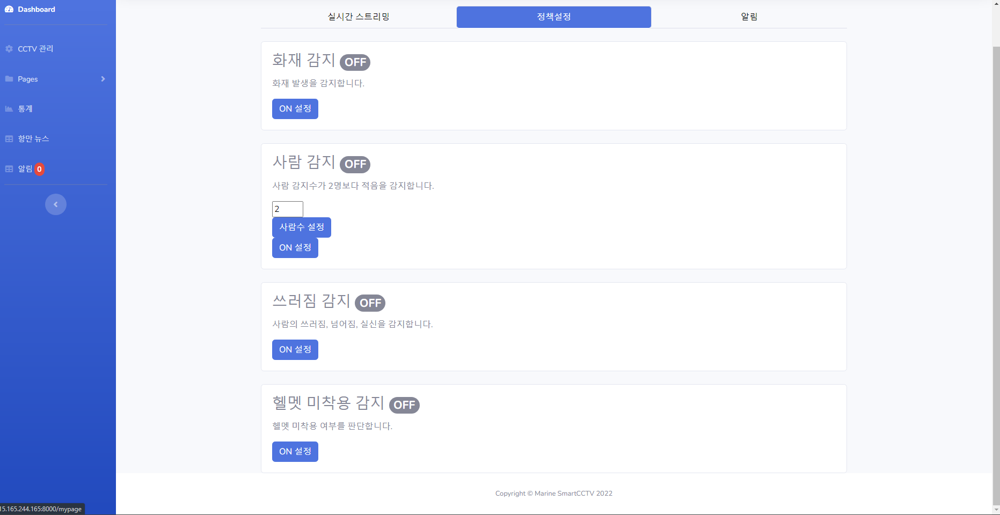 Dashboard
CCTV 관리
Pages
통계
항만 뉴스
알림 0
실시간 스트리밍
정책설정
알림
화재 감지 OFF
화재 발생을 감지합니다.
ON 설정
사람 감지 OFF
사람 감지수가 2명보다 적음을 감지합니다.
2
사람수 설정
ON 설정
쓰러짐 감지 OFF
사람의 쓰러짐, 넘어짐, 실신을 감지합니다.
ON 설정
헬멧 미착용 감지 OFF
헬멧 미착용 여부를 판단합니다.
ON 설정
Copyright © Marine SmartCCTV 2022
15.165.244.165:8000/mypage